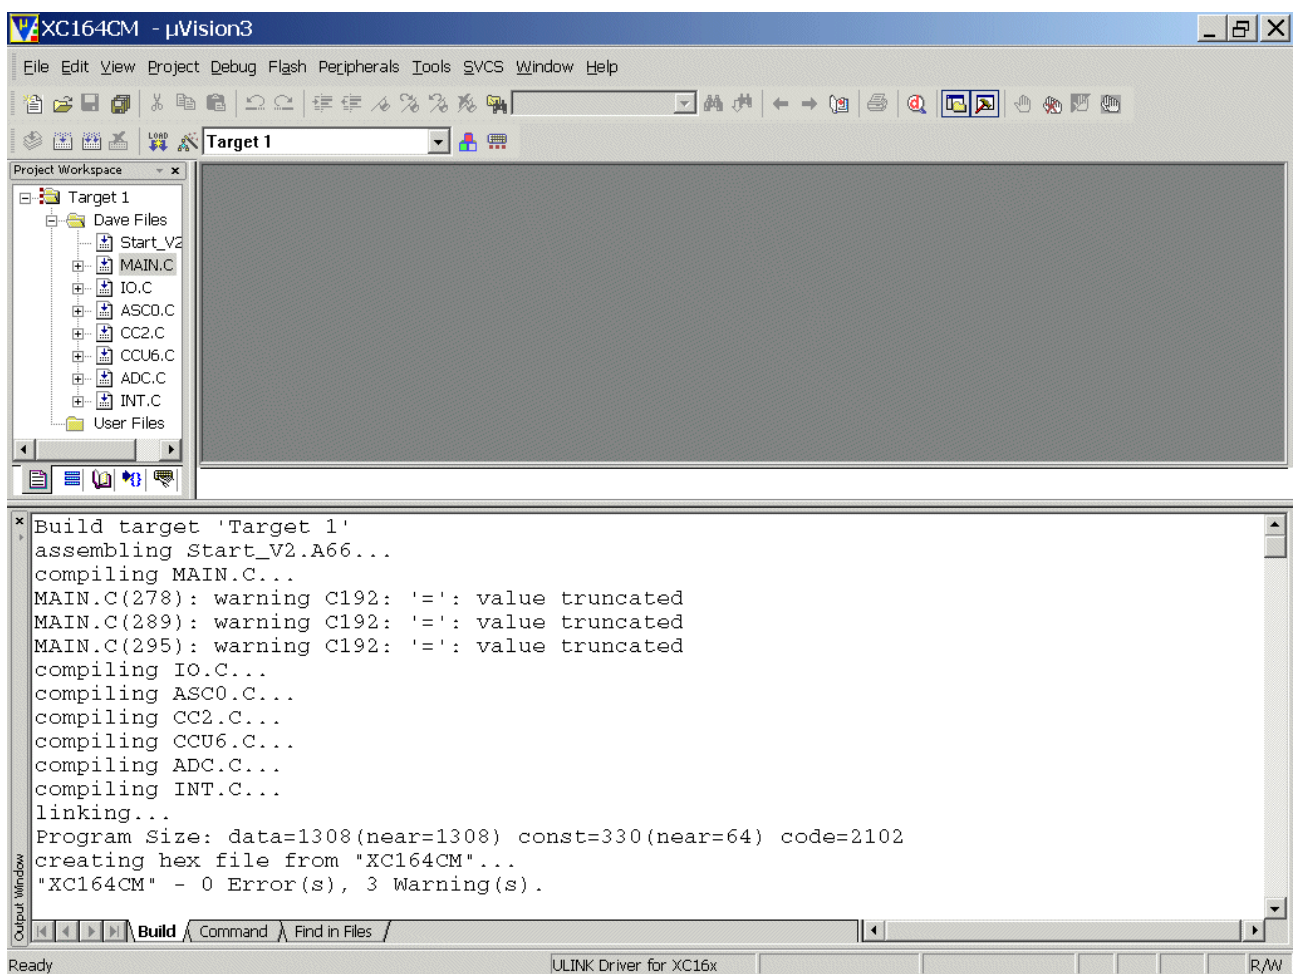 XC164CM - µVision3
File Edit View Project Debug Flash Peripherals Tools SVCS Window Help
LOAD Target 1
Project Workspace
Target 1
Dave Files
Start_V2
MAIN.C
IO.C
ASC0.C
CC2.C
CCU6.C
ADC.C
INT.C
User Files
Build target 'Target 1'
assembling Start_V2.A66...
compiling MAIN.C...
MAIN.C(278): warning C192: '=': value truncated
MAIN.C(289): warning C192: '=': value truncated
MAIN.C(295): warning C192: '=': value truncated
compiling IO.C...
compiling ASC0.C...
compiling CC2.C...
compiling CCU6.C...
compiling ADC.C...
compiling INT.C...
linking...
Program Size: data=1308(near=1308) const=330(near=64) code=2102
creating hex file from "XC164CM"...
"XC164CM" - 0 Error(s), 3 Warning(s).
Output Window
Build Command Find in Files
Ready ULINK Driver for XC16x R/W